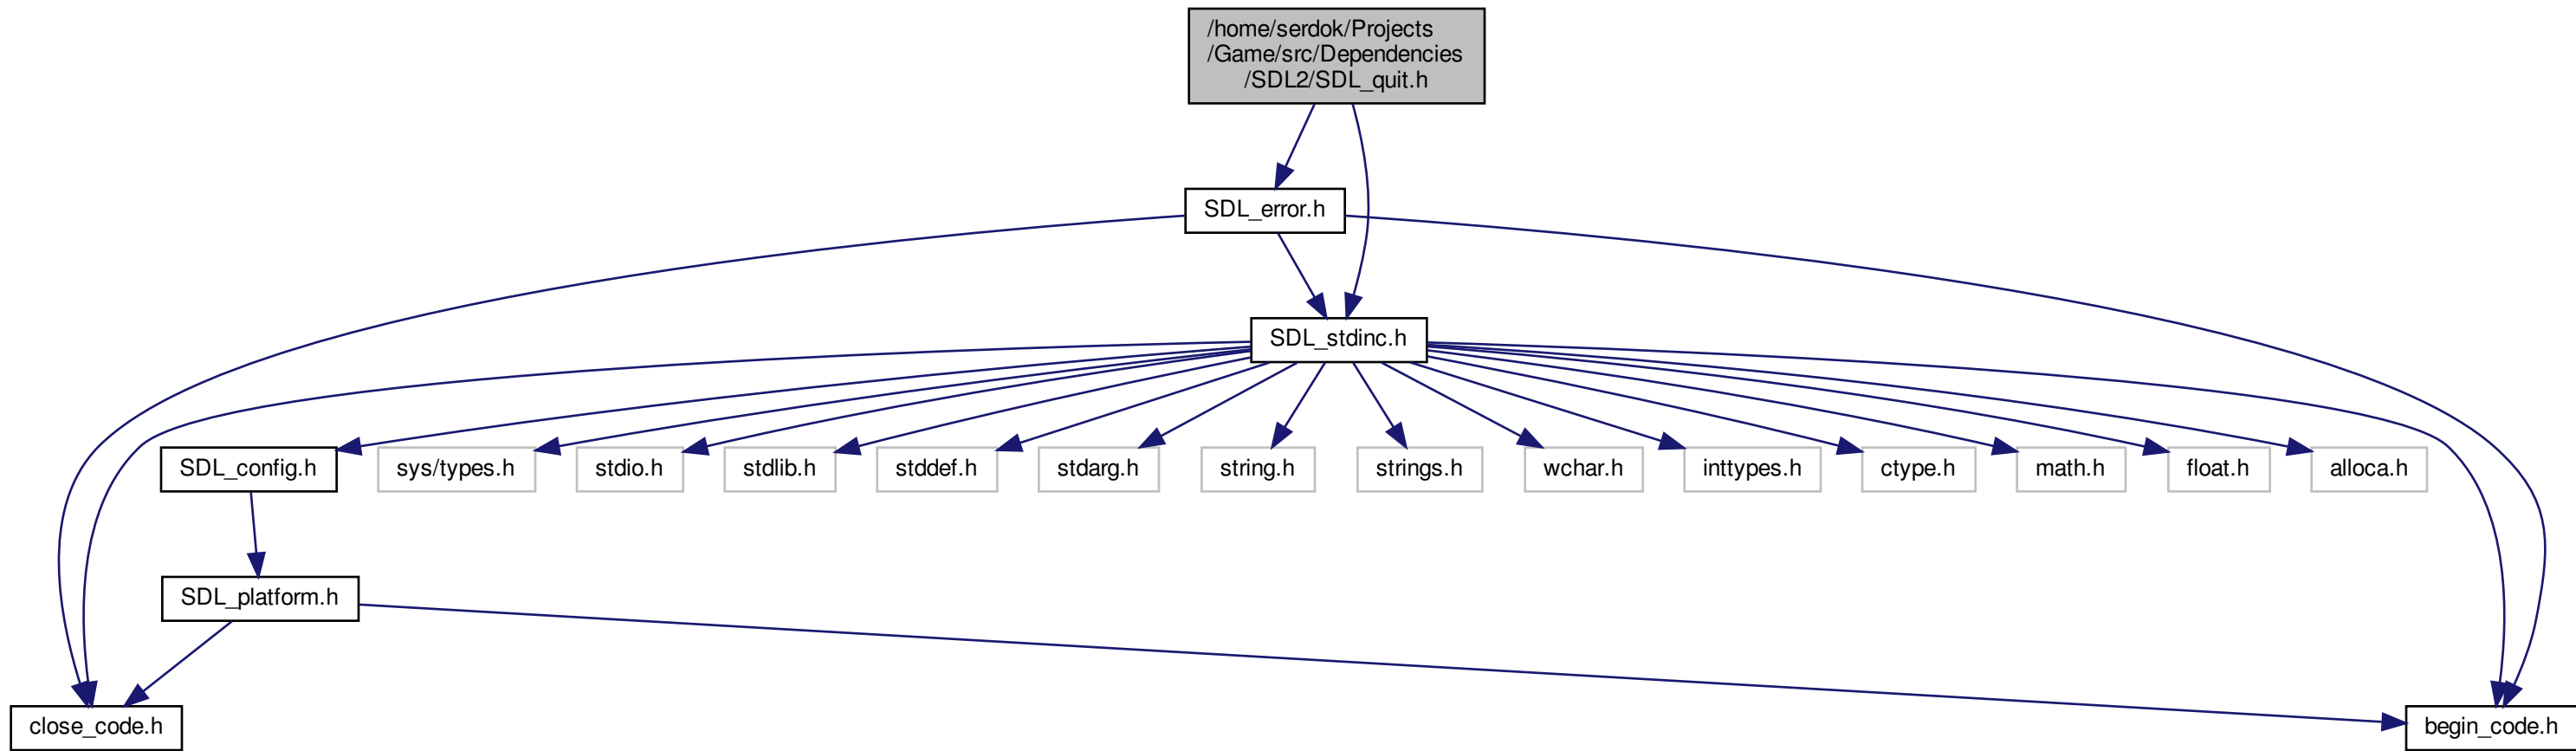 /home/serdok/Projects
/Game/src/Dependencies
/SDL2/SDL_quit.h
SDL_error.h
SDL_stdinc.h
SDL_config.h
sys/types.h
stdio.h
stdlib.h
stddef.h
stdarg.h
string.h
strings.h
wchar.h
inttypes.h
ctype.h
math.h
float.h
alloca.h
SDL_platform.h
close_code.h
begin_code.h